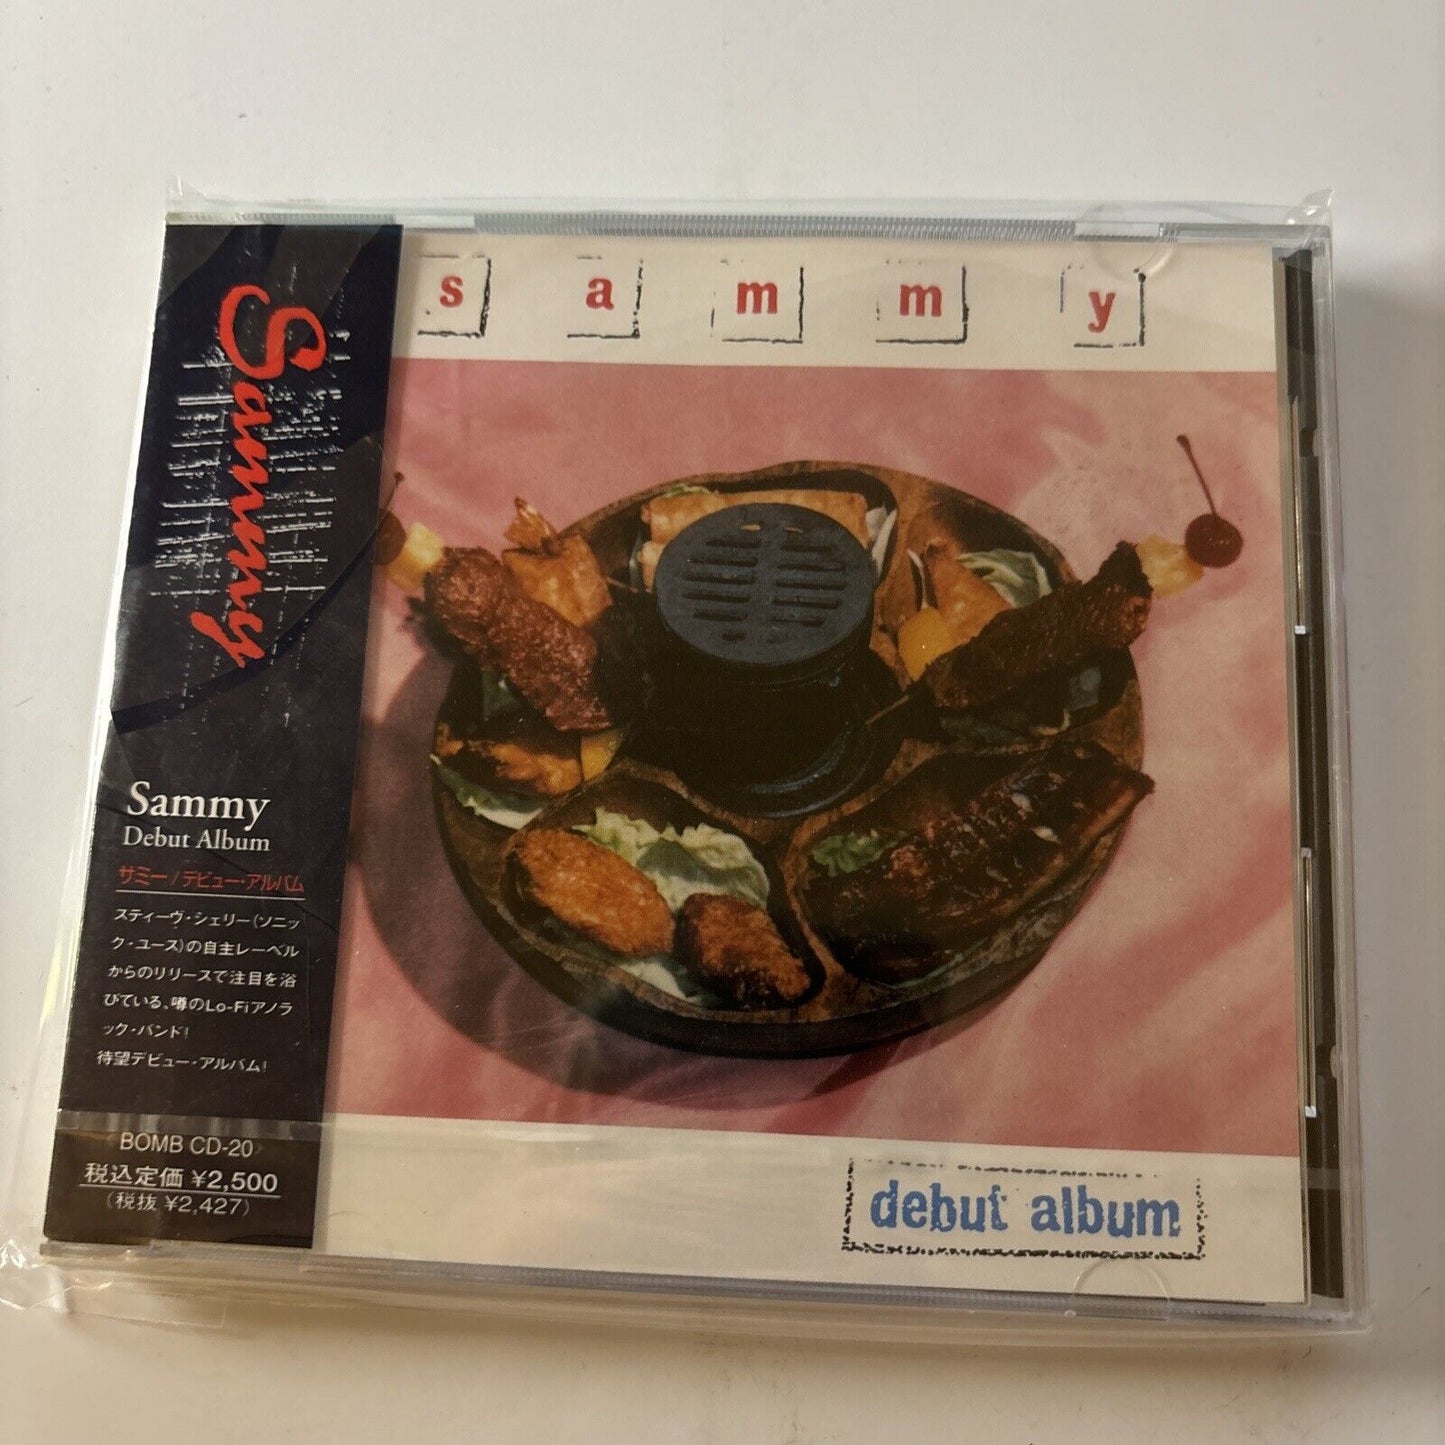 s a m m y
Sammy
Sammy
Debut Album
サミー/デビュー・アルバム
スティーヴ・シェリー(ソニッ
ク・ユース)の自主レーベル
からのリリースで注目を浴
びている、噂のLo-Fiアノラ
ック・バンド!
待望デビュー・アルバム!
BOMB CD-20
税込定価 ¥2,500
(税抜 ¥2,427)
debut album